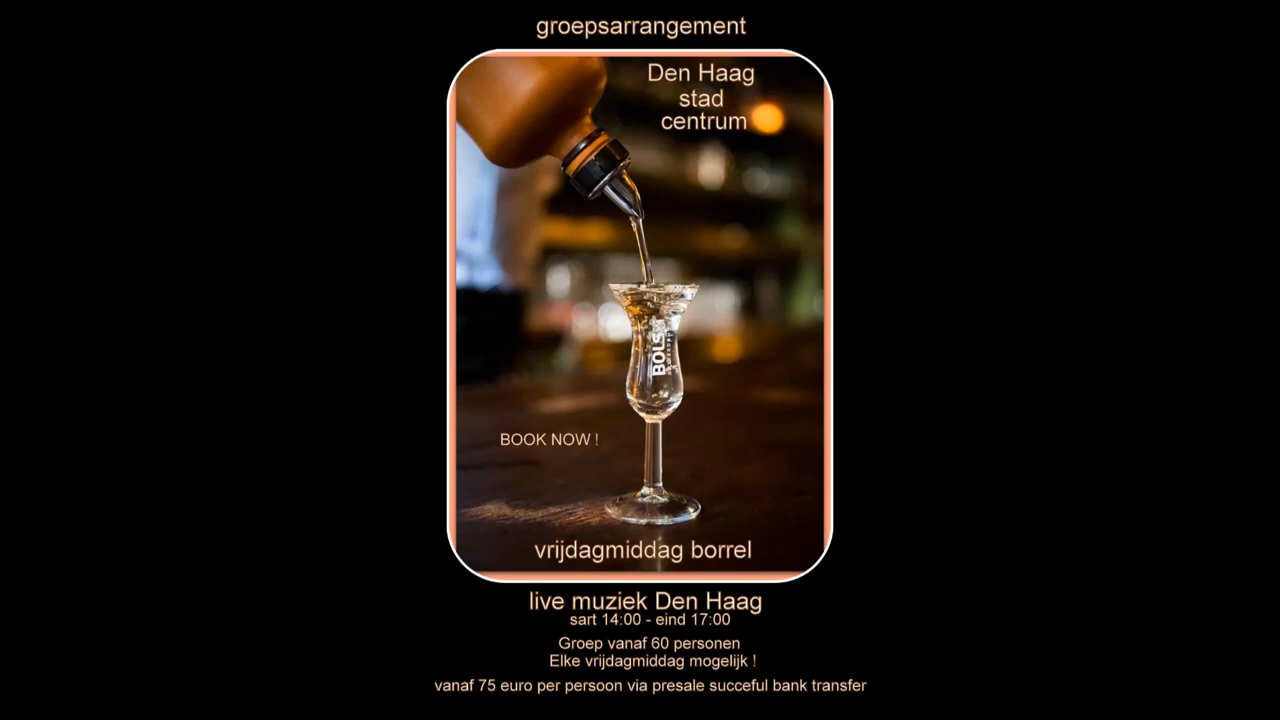 groepsarrangement
Den Haag
stad
centrum
BOLS
BOOK NOW !
vrijdagmiddag borrel
live muziek Den Haag
sart 14:00 - eind 17:00
Groep vanaf 60 personen
Elke vrijdagmiddag mogelijk !
vanaf 75 euro per persoon via presale succeful bank transfer